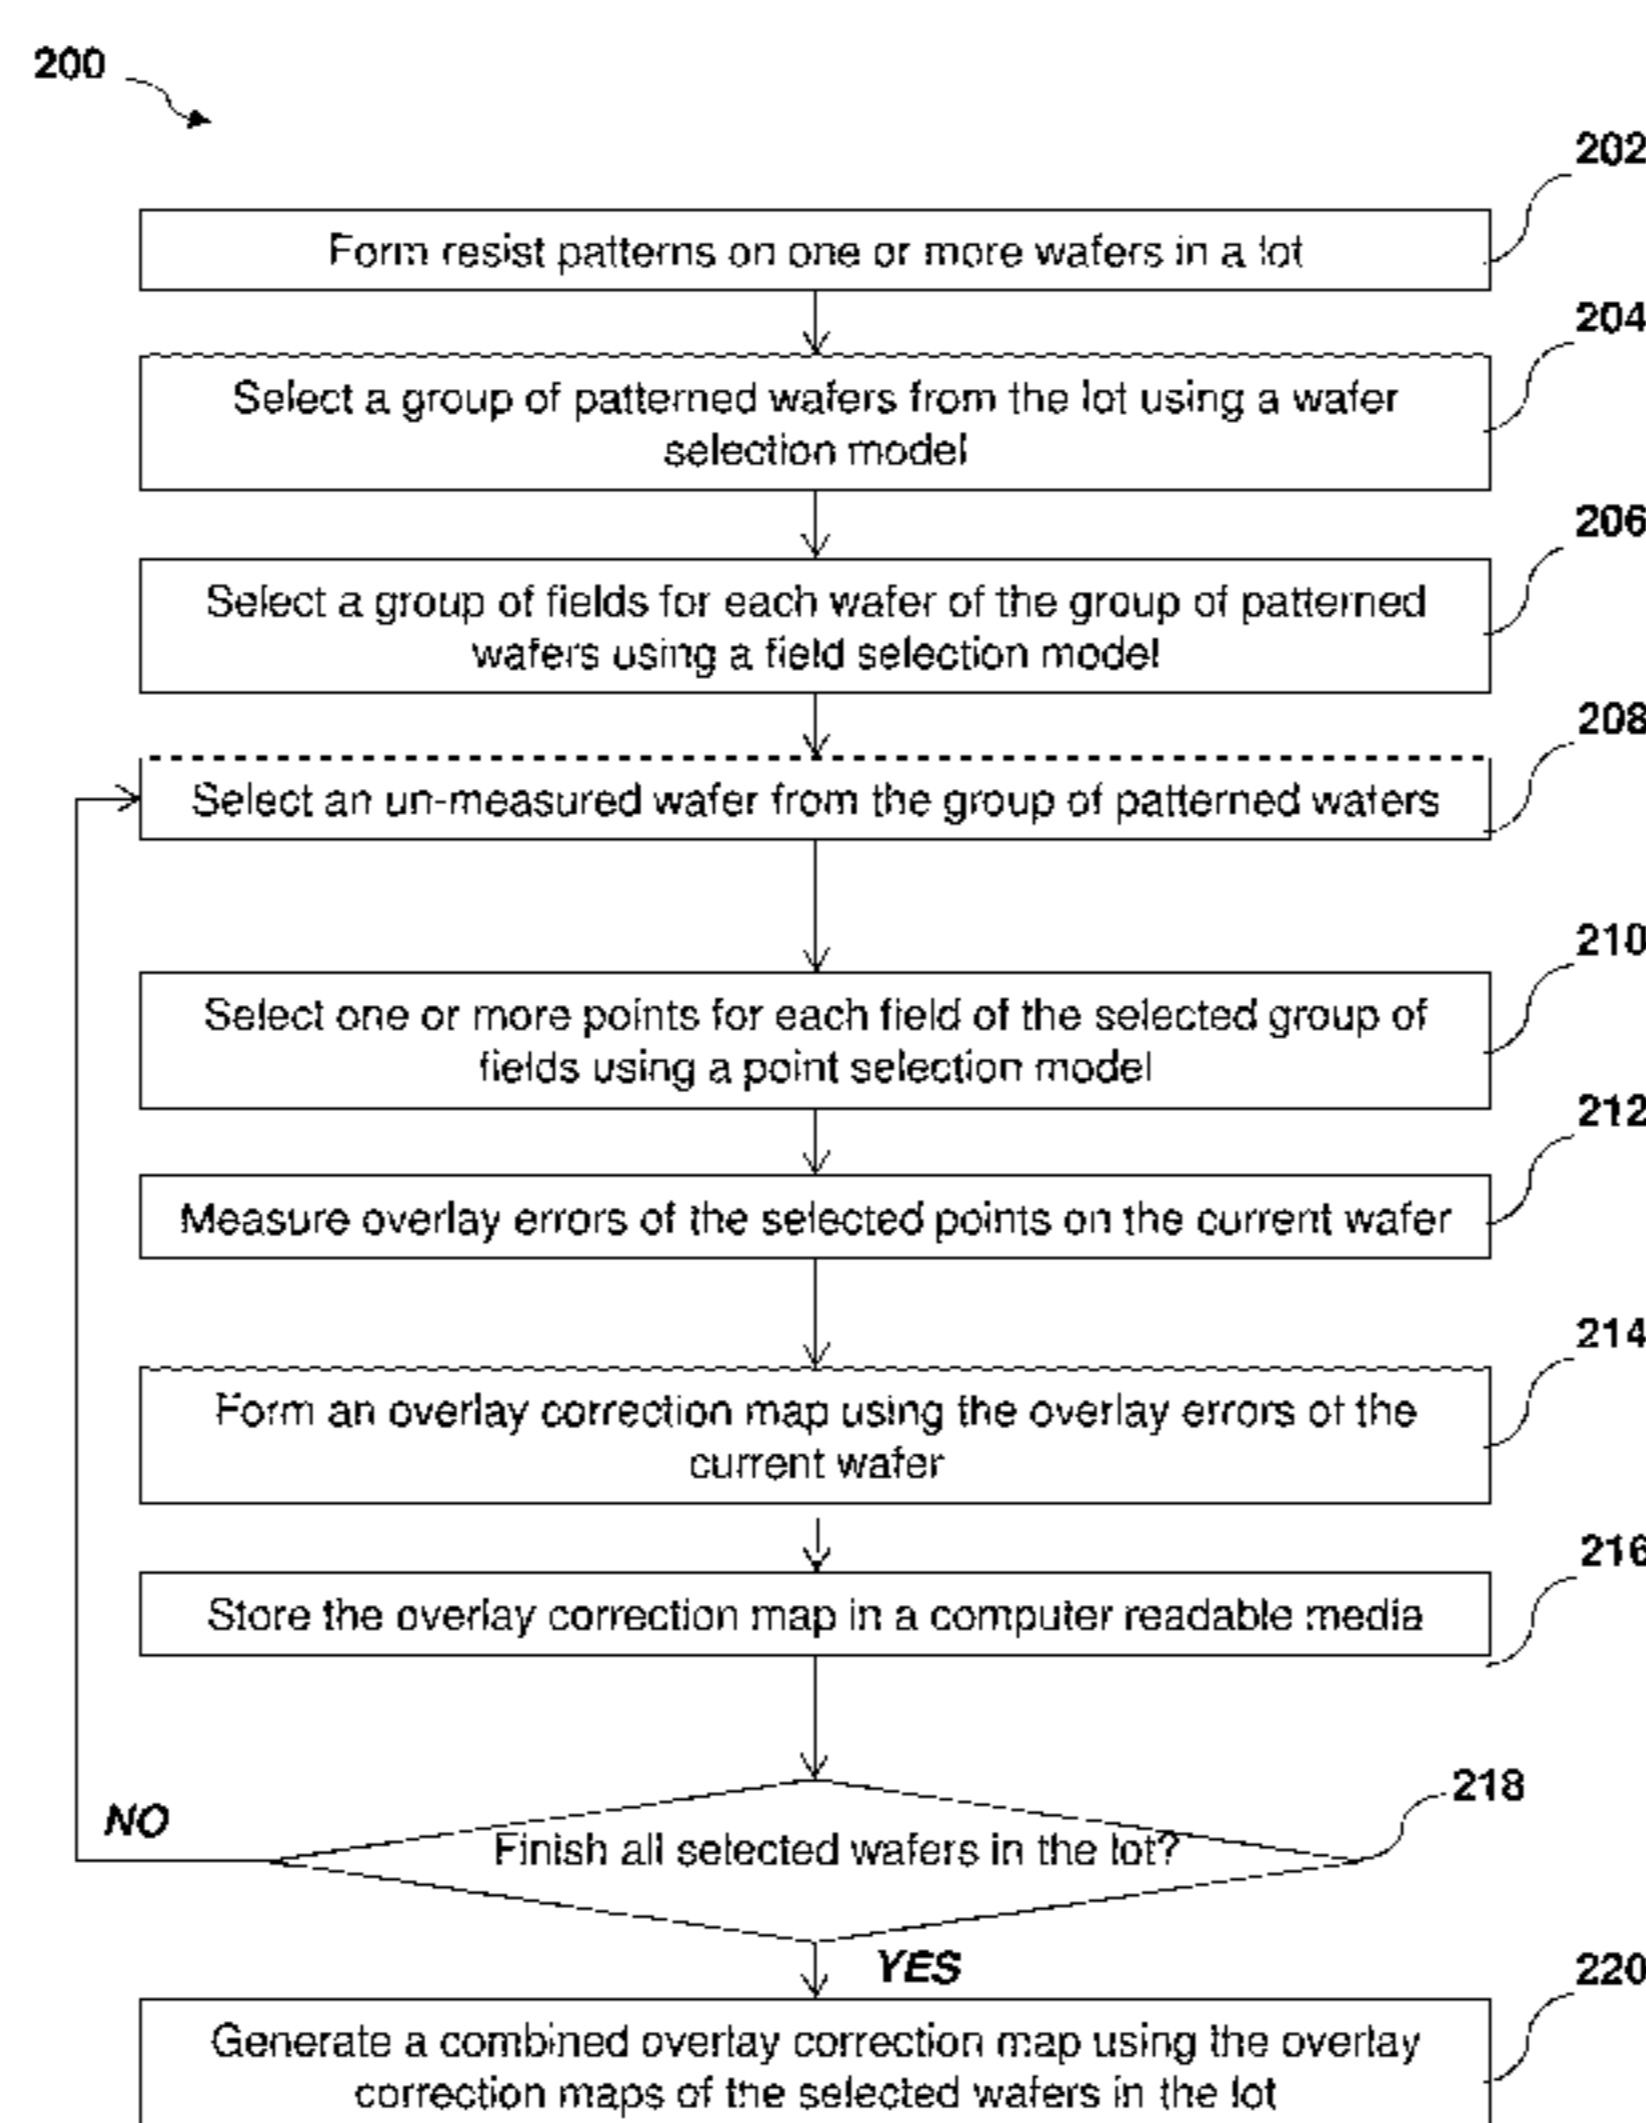 200
202
Form resist patterns on one or more wafers in a lot
204
Select a group of patterned wafers from the lot using a wafer
selection model
206
Select a group of fields for each wafer of the group of patterned
wafers using a field selection model
208
Select an un-measured wafer from the group of patterned wafers
210
Select one or more points for each field of the selected group of
fields using a point selection model
212
Measure overlay errors of the selected points on the current wafer
214
Form an overlay correction map using the overlay errors of the
current wafer
216
Store the overlay correction map in a computer readable media
218
NO
Finish all selected wafers in the lot?
YES
220
Generate a combined overlay correction map using the overlay
correction maps of the selected wafers in the lot